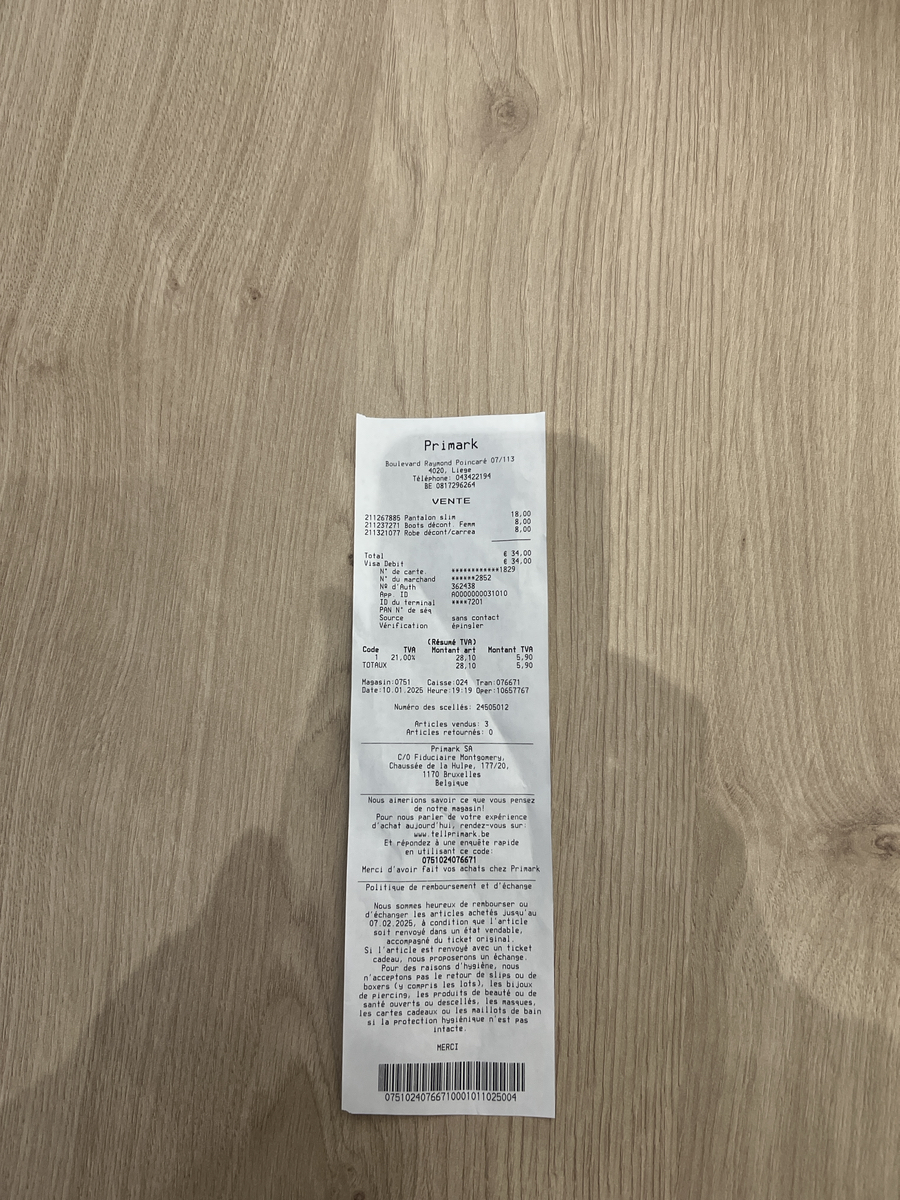 Primark
Boulevard Raymond Poincaré 07/113
4020, Liege
Téléphone: 043422194
BE 0817296264
VENTE
211267885 Pantalon slim 18,00
211237271 Boots décont. Femm 8,00
211321077 Robe décont/carrea 8,00
Total € 34,00
Visa Debit € 34,00
N° de carte. ************1829
N° du marchand ******2852
Nº d'Auth 362438
App. ID A0000000031010
ID du terminal ****7201
PAN N° de séq
Source sans contact
Vérification épingler
(Résumé TVA)
Code TVA Montant art Montant TVA
1 21,00% 28,10 5,90
TOTAUX 28,10 5,90
Magasin:0751 Caisse:024 Tran:076671
Date:10.01.2025 Heure:19:19 Oper:10657767
Numéro des scellés: 24505012
Articles vendus: 3
Articles retournés: 0
Primark SA
C/O Fiduciaire Montgomery,
Chaussée de la Hulpe, 177/20,
1170 Bruxelles
Belgique
Nous aimerions savoir ce que vous pensez
de notre magasin!
Pour nous parler de votre expérience
d'achat aujourd'hui, rendez-vous sur:
www.tellprimark.be
Et répondez à une enquête rapide
en utilisant ce code:
0751024076671
Merci d'avoir fait vos achats chez Primark
Politique de remboursement et d'échange
Nous sommes heureux de rembourser ou
d'échanger les articles achetés jusqu'au
07.02.2025, à condition que l'article
soit renvoyé dans un état vendable,
accompagné du ticket original.
Si l'article est renvoyé avec un ticket
cadeau, nous proposerons un échange.
Pour des raisons d'hygiène, nous
n'acceptons pas le retour de slips ou de
boxers (y compris les lots), les bijoux
de piercing, les produits de beauté ou de
santé ouverts ou descellés, les masques,
les cartes cadeaux ou les maillots de bain
si la protection hygiénique n'est pas
intacte.
MERCI
07510240766710001011025004